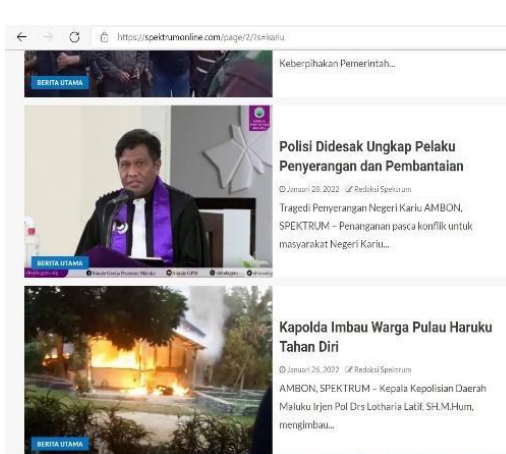 https://spektrumonline.com/page/2/?s=kariu
Keberpihakan Pemerintah...
BERITA UTAMA
Polisi Didesak Ungkap Pelaku
Penyerangan dan Pembantaian
Januari 28, 2022 Redaksi Spektrum
Tragedi Penyerangan Negeri Kariu AMBON,
SPEKTRUM – Penanganan pasca konflik untuk
masyarakat Negeri Kariu...
BERITA UTAMA
Kapolda Imbau Warga Pulau Haruku
Tahan Diri
Januari 26, 2022 Redaksi Spektrum
AMBON, SPEKTRUM – Kepala Kepolisian Daerah
Maluku Irjen Pol Drs Lotharia Latif, SH.M.Hum,
mengimbau...
BERITA UTAMA